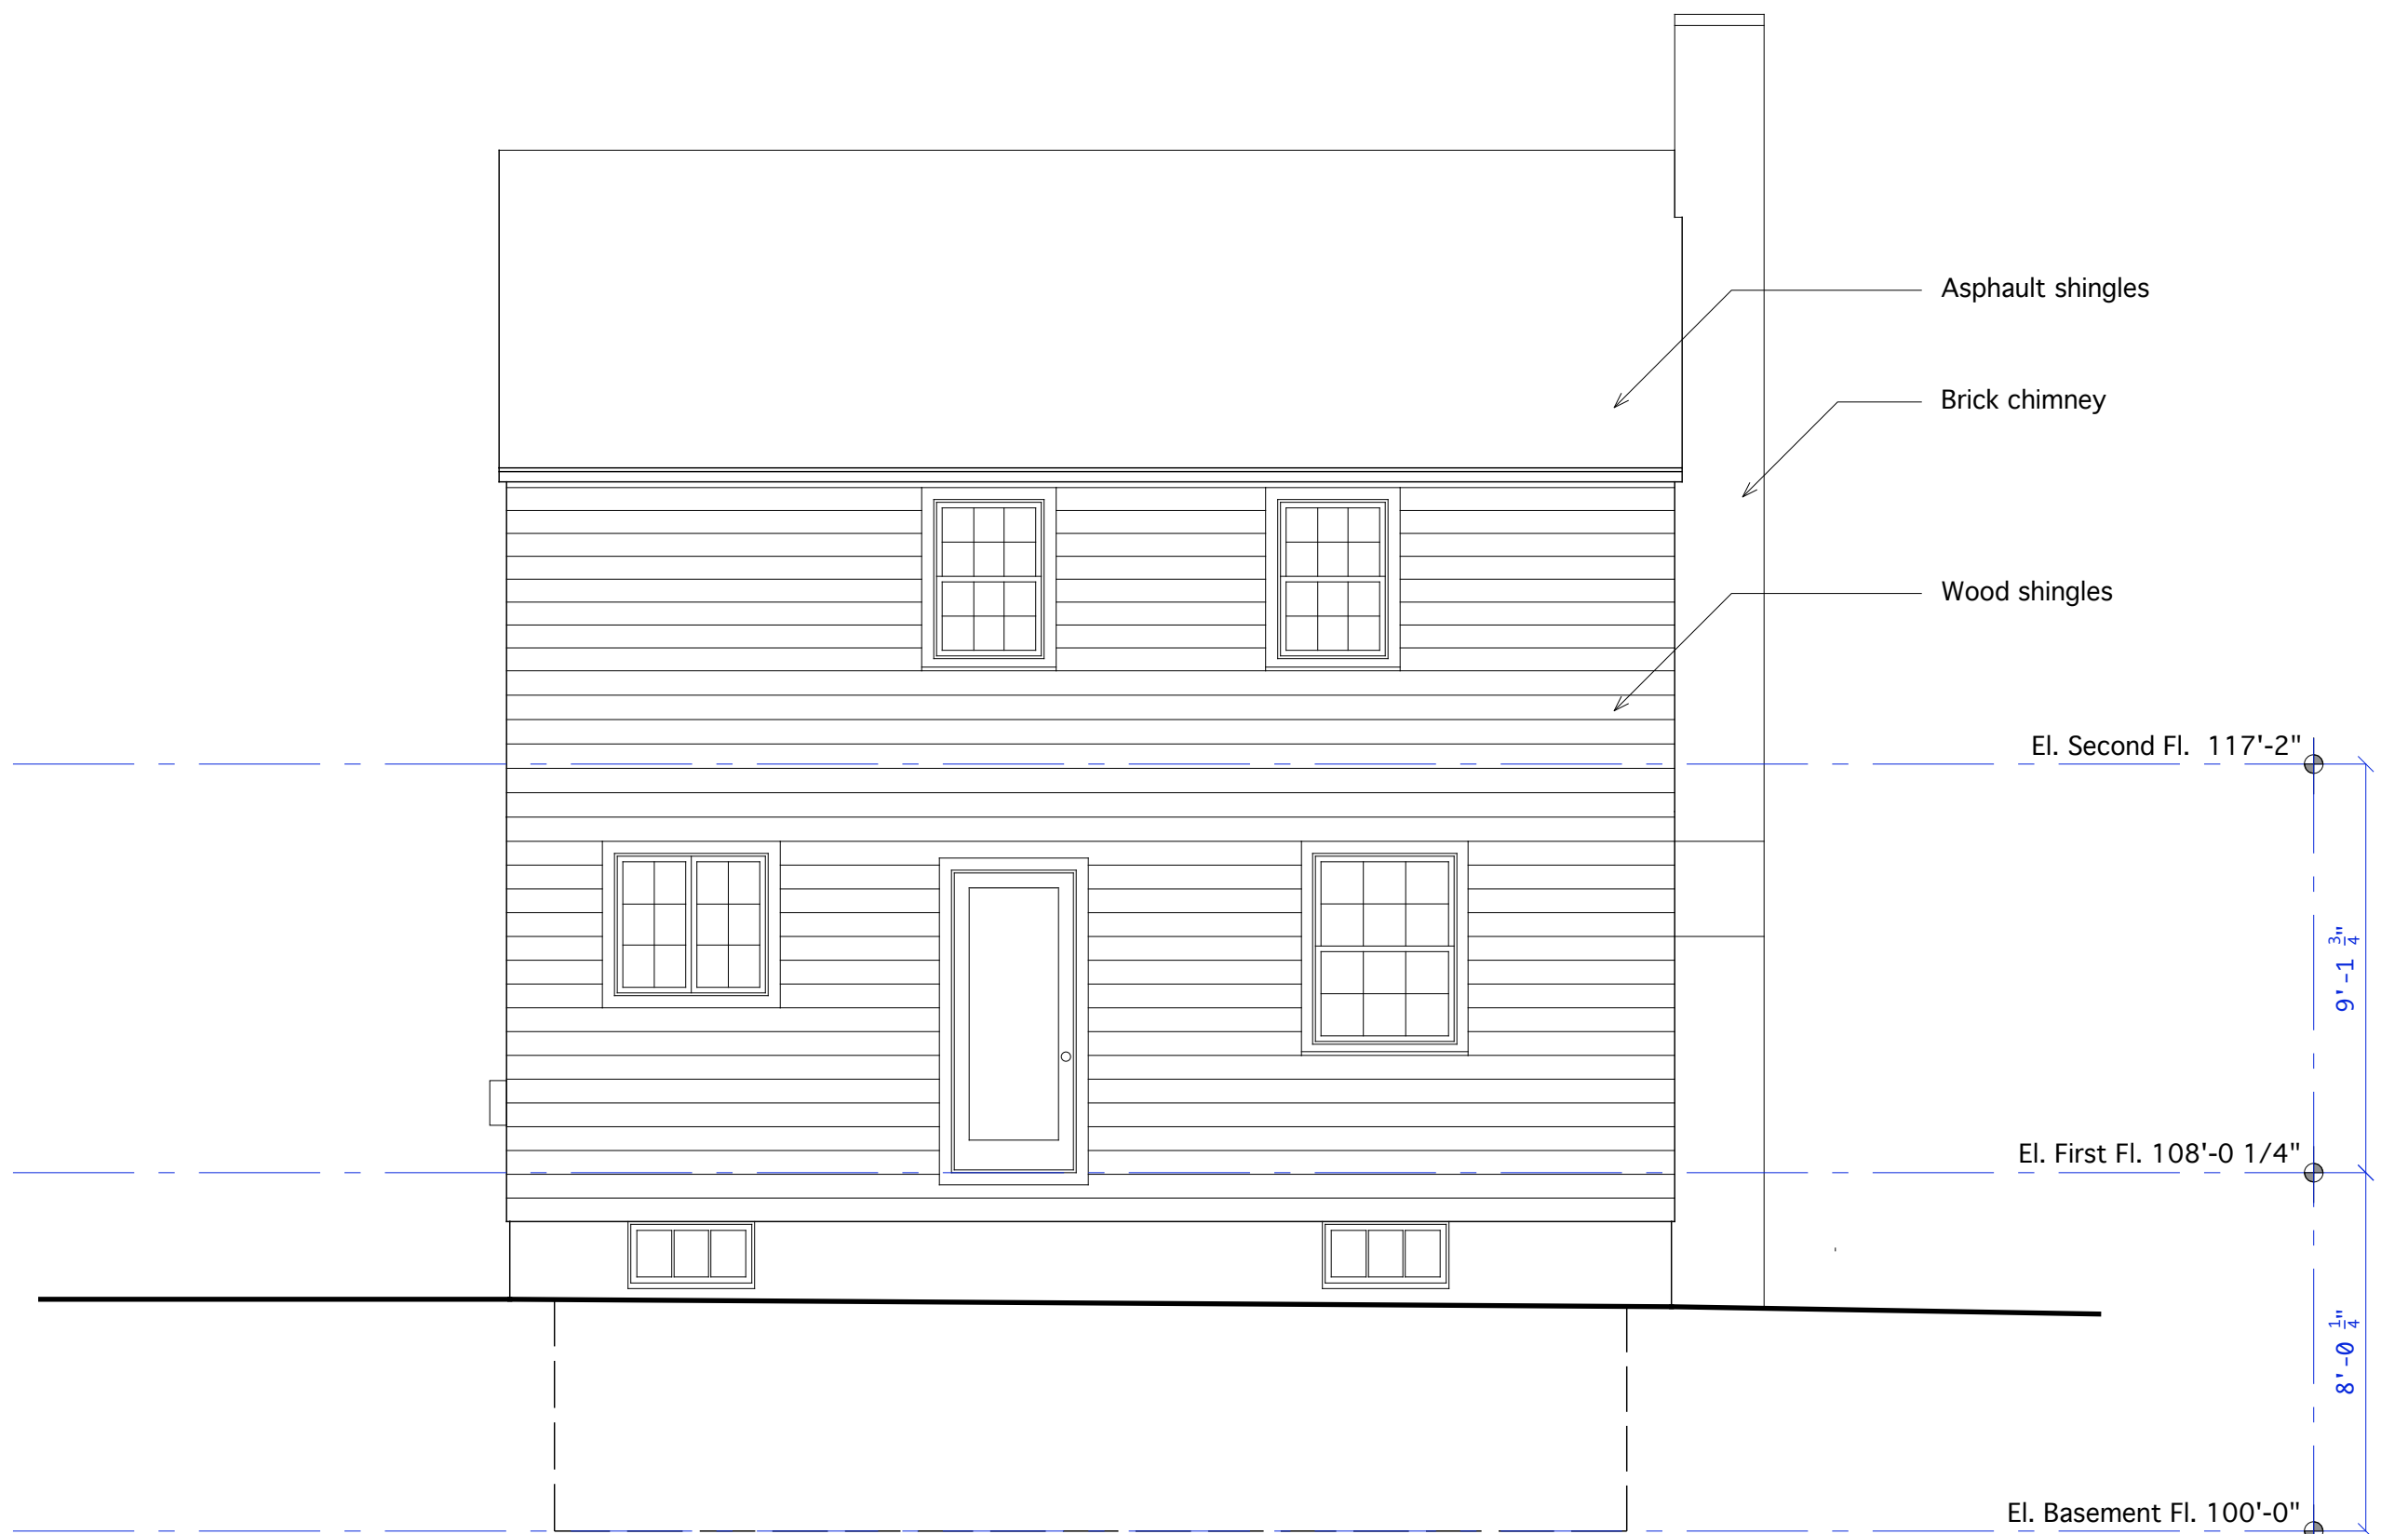 Asphault shingles
Brick chimney
Wood shingles
El. Second Fl. 117'-2"
9'-1 3/4"
El. First Fl. 108'-0 1/4"
8'-0 1/4"
El. Basement Fl. 100'-0"